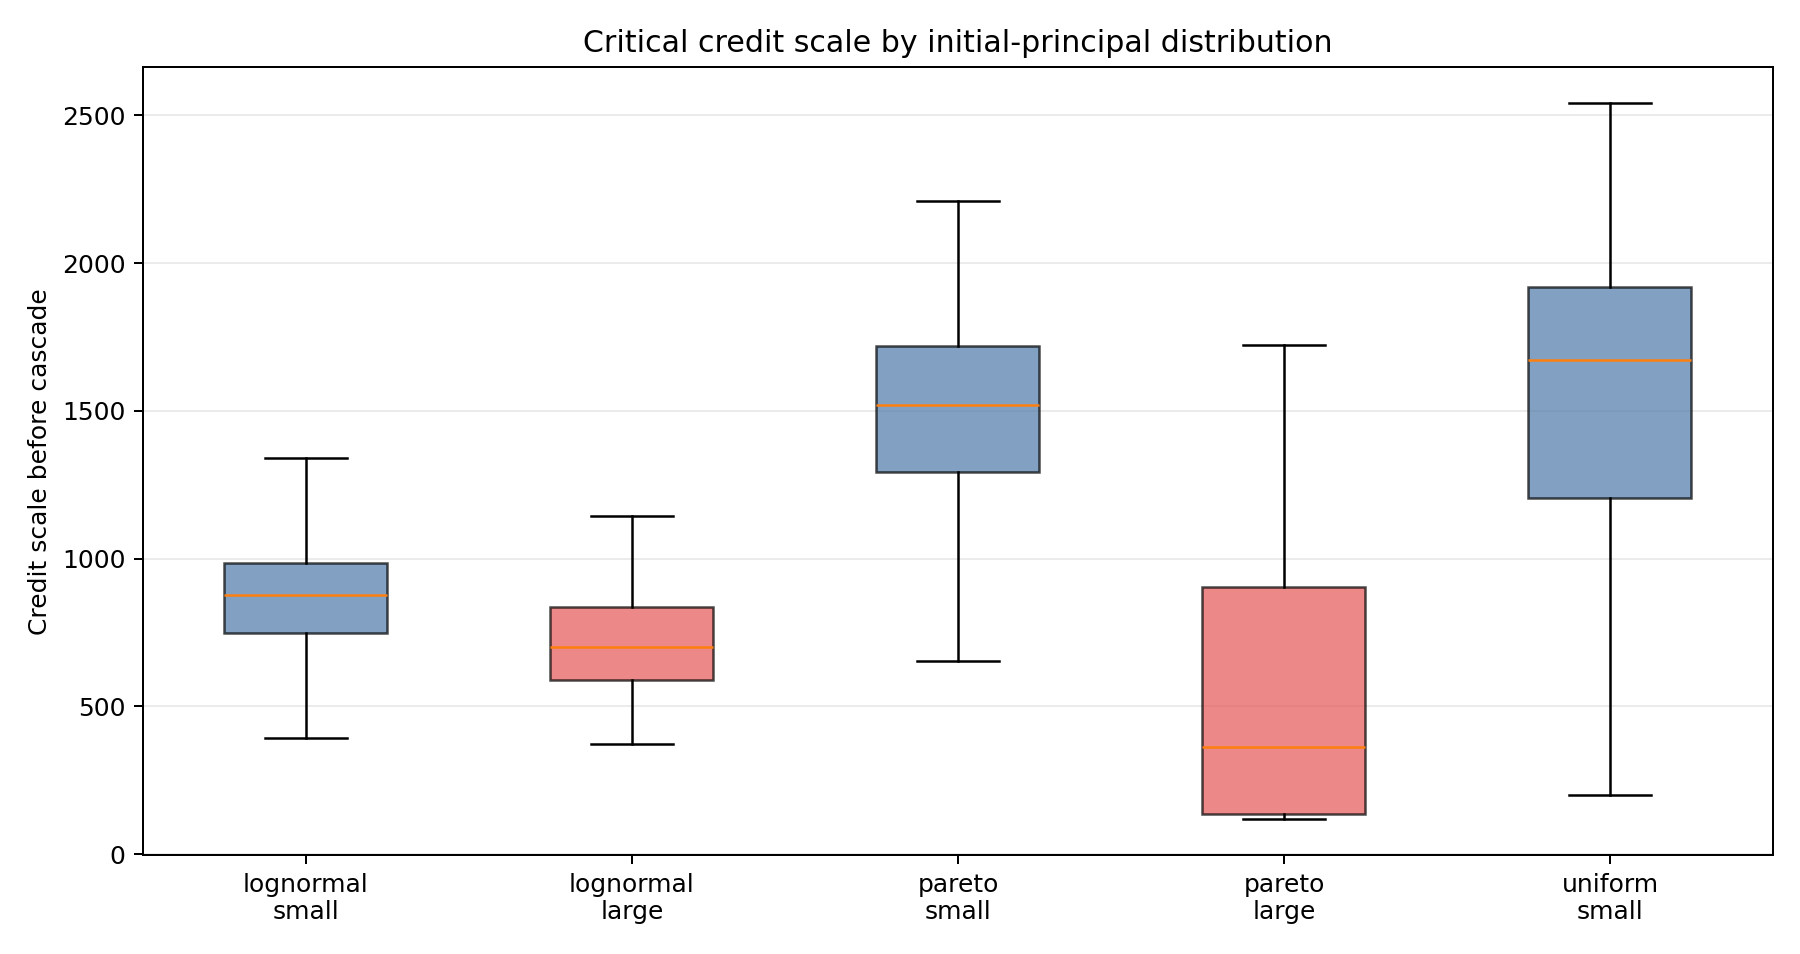 Critical credit scale by initial-principal distribution
Credit scale before cascade
2500
2000
1500
1000
500
0
lognormal
small
lognormal
large
pareto
small
pareto
large
uniform
small